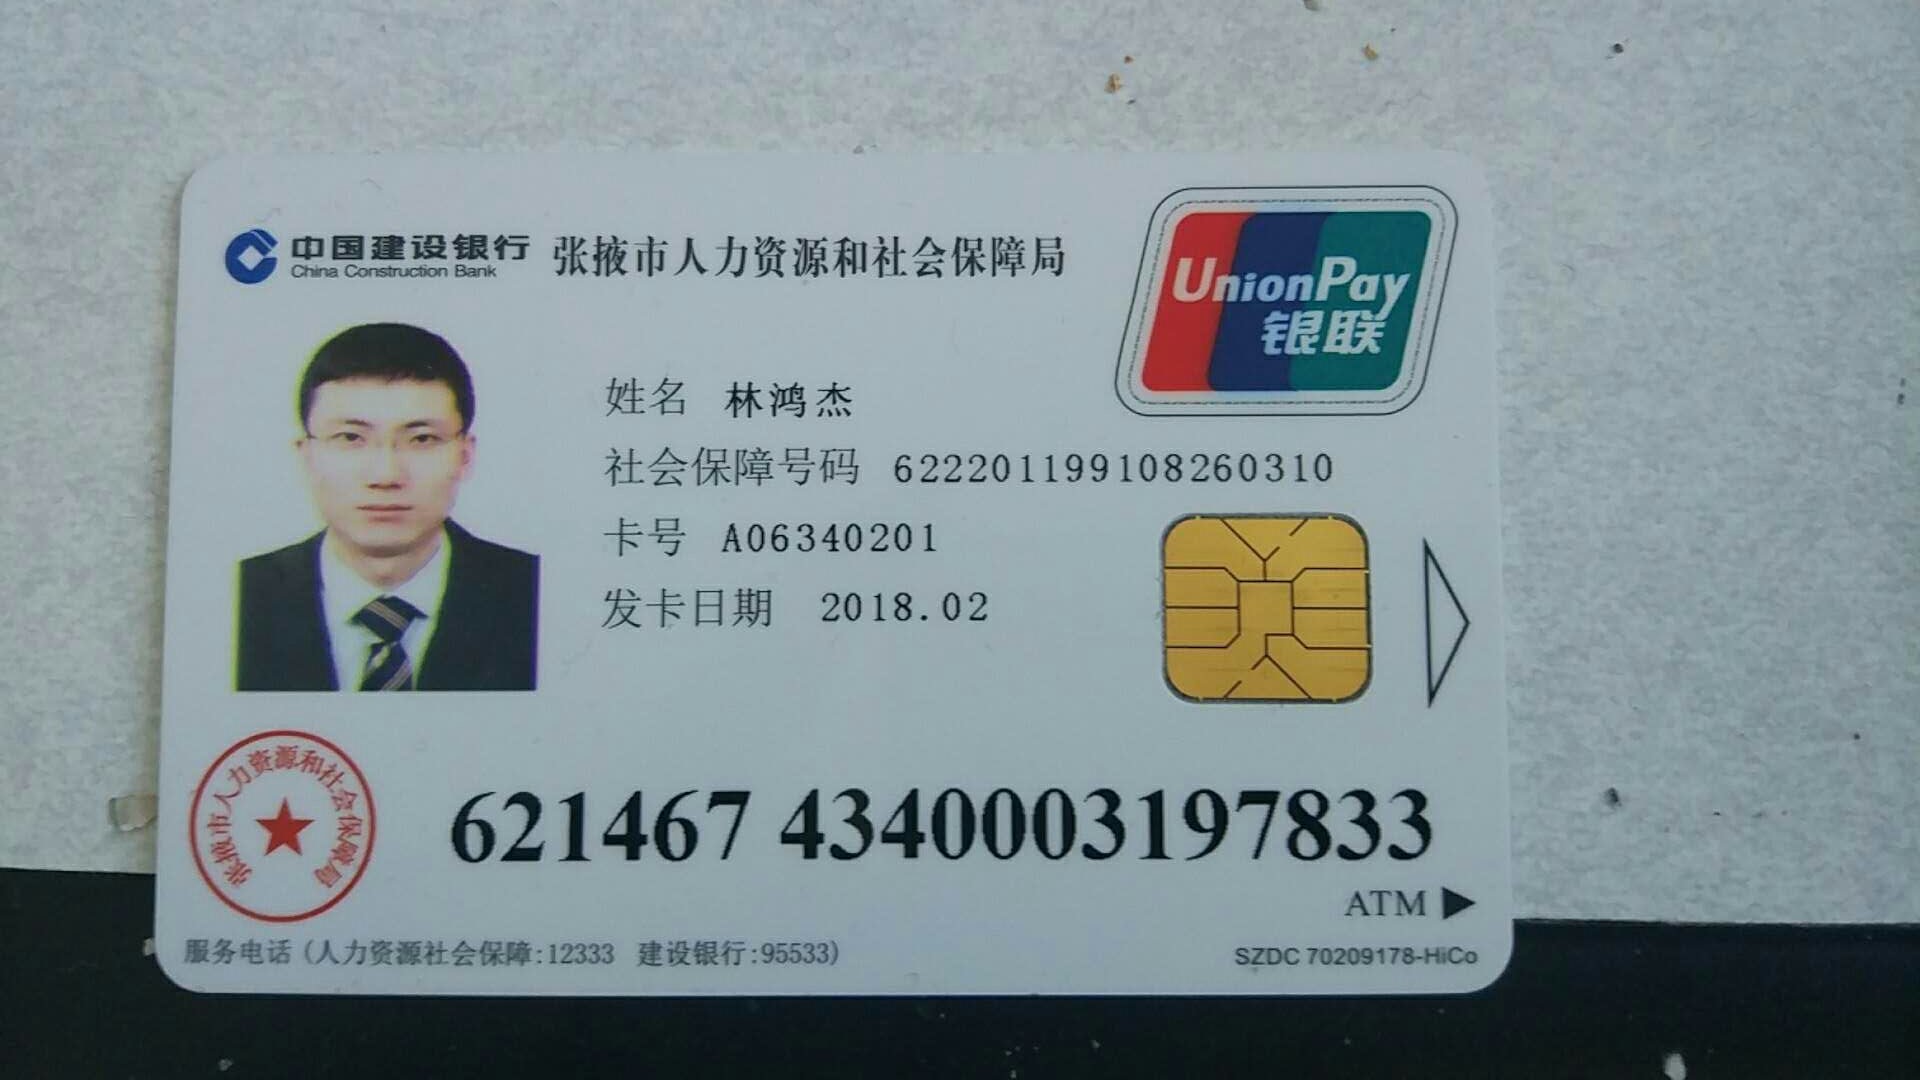 中国建设银行 张掖市人力资源和社会保障局
China Construction Bank
UnionPay
银联
姓名 林鸿杰
社会保障号码 622201199108260310
卡号 A06340201
发卡日期 2018.02
张掖市人力资源和社会保障局
621467 4340003197833
ATM
服务电话 (人力资源社会保障:12333 建设银行:95533)
SZDC 70209178-HiCo